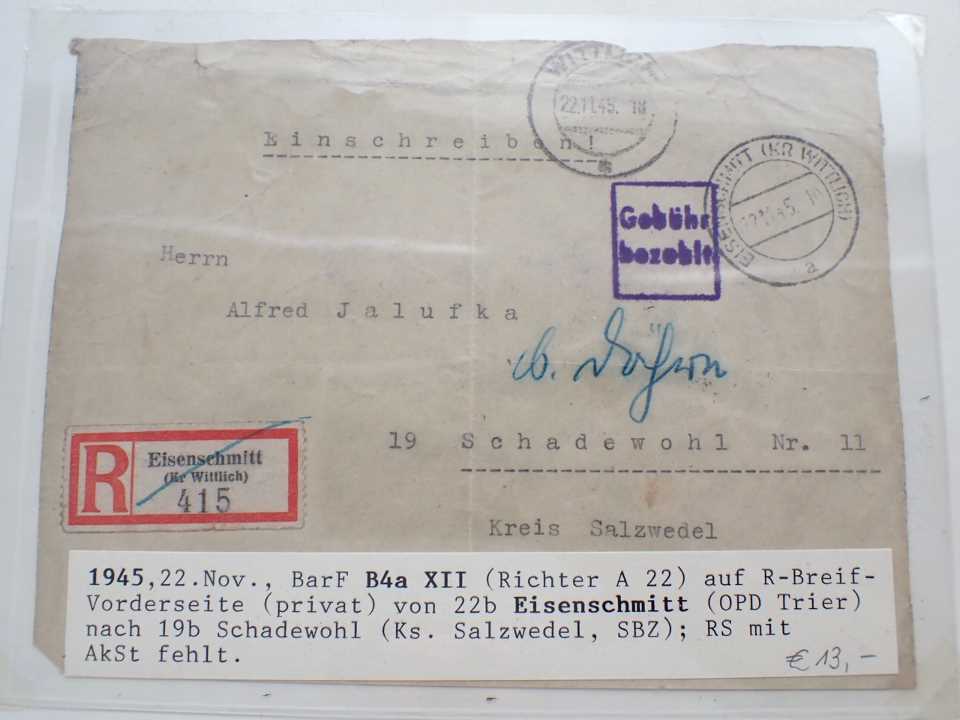 WITTLICH
22.11.45. 18
Einschreiben!
EISENSCHMITT (KR WITTLICH)
22.11.45. 18
a
Gebühr
bezahlt
Herrn
Alfred Jalufka
b. Döhrn
19 Schadewohl Nr. 11
R
Eisenschmitt
(Kr Wittlich)
415
Kreis Salzwedel
1945,22.Nov., BarF B4a XII (Richter A 22) auf R-Breif-
Vorderseite (privat) von 22b Eisenschmitt (OPD Trier)
nach 19b Schadewohl (Ks. Salzwedel, SBZ); RS mit
AkSt fehlt.
€ 13,-